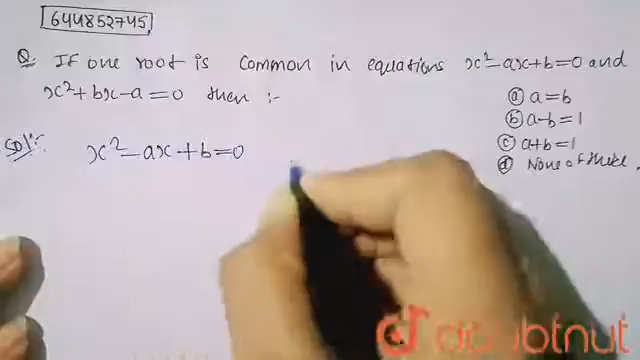 644852745
Q. If one root is common in equations x²-ax+b=0 and
x²+bx-a=0 then :-
(a) a=b
(b) a-b=1
(c) a+b=1
(d) None of these.
Solⁿ:-
x²-ax+b=0
doubtnut